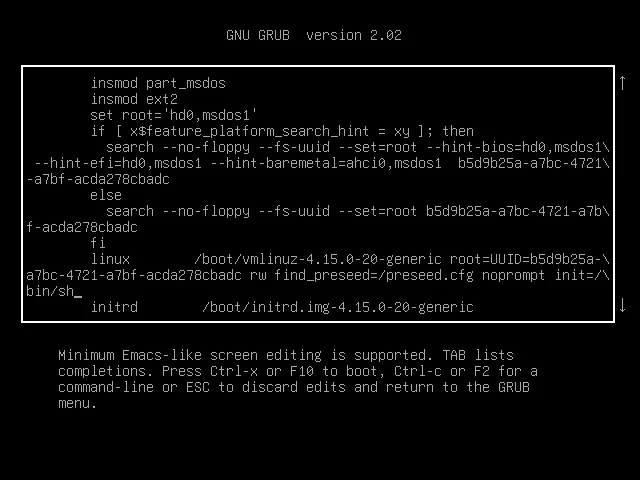 GNU GRUB  version 2.02
insmod part_msdos
insmod ext2
set root='hd0,msdos1'
if [ x$feature_platform_search_hint = xy ]; then
search --no-floppy --fs-uuid --set=root --hint-bios=hd0,msdos1\
--hint-efi=hd0,msdos1 --hint-baremetal=ahci0,msdos1  b5d9b25a-a7bc-4721\
-a7bf-acda278cbadc
else
search --no-floppy --fs-uuid --set=root b5d9b25a-a7bc-4721-a7b\
f-acda278cbadc
fi
linux        /boot/vmlinuz-4.15.0-20-generic root=UUID=b5d9b25a-\
a7bc-4721-a7bf-acda278cbadc rw find_preseed=/preseed.cfg noprompt init=/\
bin/sh_
initrd        /boot/initrd.img-4.15.0-20-generic
Minimum Emacs-like screen editing is supported. TAB lists
completions. Press Ctrl-x or F10 to boot, Ctrl-c or F2 for a
command-line or ESC to discard edits and return to the GRUB
menu.